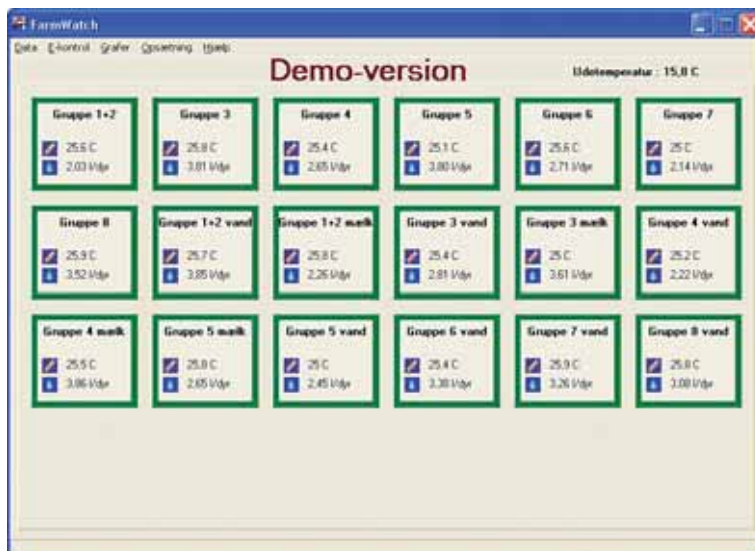 FarmWatch
Data E-kontrol Grafer Opsætning Hjælp
Demo-version
Udetemperatur : 15,8 C
Gruppe 1+2 Gruppe 3 Gruppe 4 Gruppe 5 Gruppe 6 Gruppe 7
25,6 C 25,8 C 25,4 C 25,1 C 25,6 C 25 C
2,03 l/dyr 3,81 l/dyr 2,65 l/dyr 3,80 l/dyr 2,71 l/dyr 2,14 l/dyr
Gruppe 8 Gruppe 1+2 vand Gruppe 1+2 mælk Gruppe 3 vand Gruppe 3 mælk Gruppe 4 vand
25,9 C 25,7 C 25,8 C 25,4 C 25 C 25,2 C
3,52 l/dyr 3,85 l/dyr 2,26 l/dyr 2,81 l/dyr 3,61 l/dyr 2,22 l/dyr
Gruppe 4 mælk Gruppe 5 mælk Gruppe 5 vand Gruppe 6 vand Gruppe 7 vand Gruppe 8 vand
25,5 C 25,8 C 25 C 25,4 C 25,9 C 25,8 C
3,86 l/dyr 2,65 l/dyr 2,45 l/dyr 3,38 l/dyr 3,26 l/dyr 3,08 l/dyr